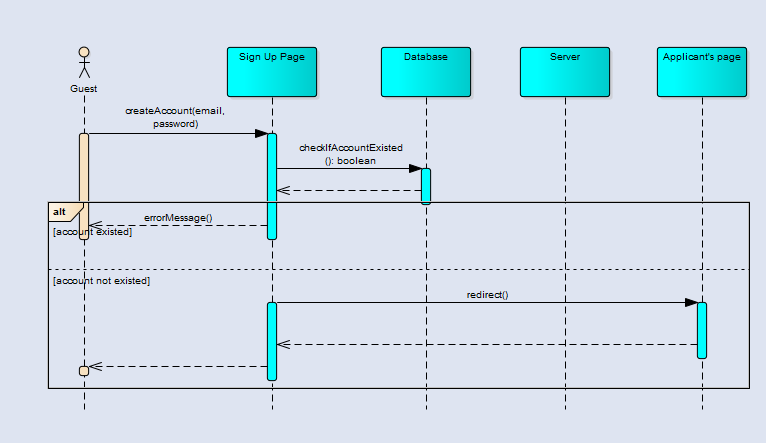 Sign Up Page
Database
Server
Applicant's page
Guest
createAccount(email,
password)
checkIfAccountExisted
(): boolean
alt
errorMessage()
[account existed]
[account not existed]
redirect()